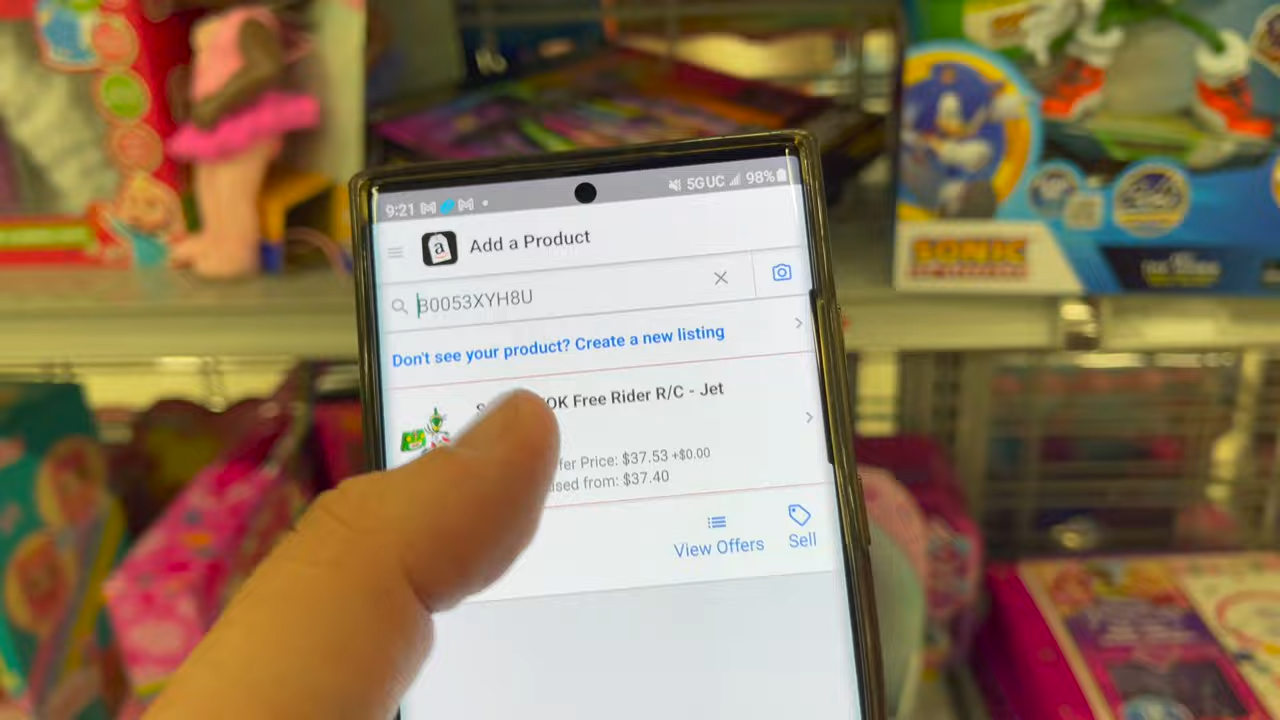 9:21
5GUC 98%
a Add a Product
B0053XYH8U
Don't see your product? Create a new listing
OK Free Rider R/C - Jet
fer Price: $37.53 +$0.00
used from: $37.40
View Offers
Sell
SONIC